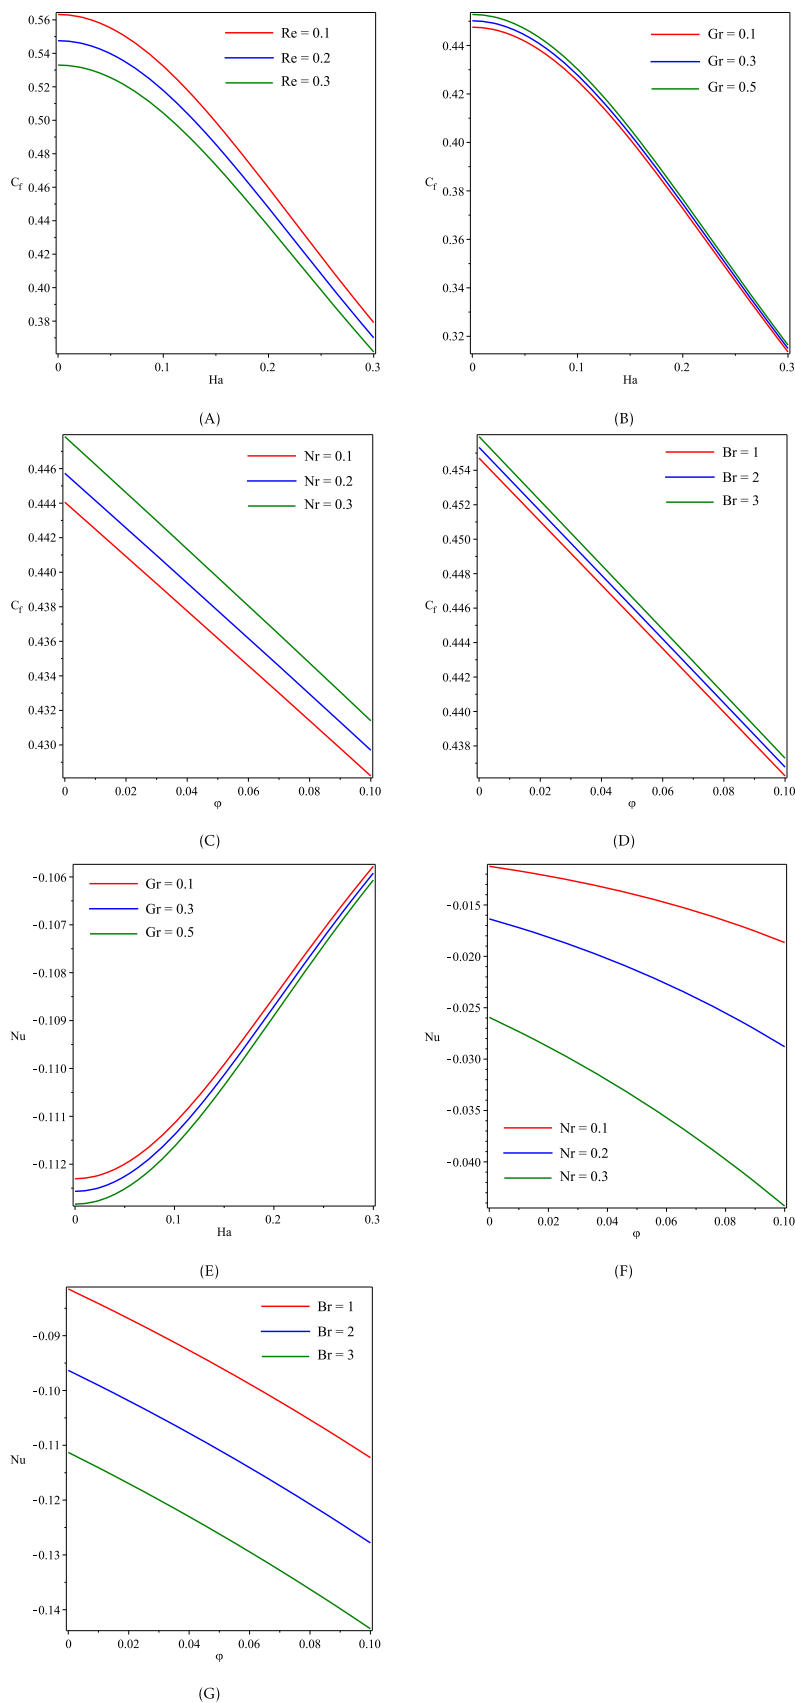 0.56
0.54
0.52
0.50
0.48
0.46
0.44
0.42
0.40
0.38
Cf
Re = 0.1
Re = 0.2
Re = 0.3
0 0.1 0.2 0.3
Ha
(A)
0.44
0.42
0.40
0.38
0.36
0.34
0.32
Cf
Gr = 0.1
Gr = 0.3
Gr = 0.5
0 0.1 0.2 0.3
Ha
(B)
0.446
0.444
0.442
0.440
0.438
0.436
0.434
0.432
0.430
Cf
Nr = 0.1
Nr = 0.2
Nr = 0.3
0 0.02 0.04 0.06 0.08 0.10
φ
(C)
0.454
0.452
0.450
0.448
0.446
0.444
0.442
0.440
0.438
Cf
Br = 1
Br = 2
Br = 3
0 0.02 0.04 0.06 0.08 0.10
φ
(D)
−0.106
−0.107
−0.108
−0.109
−0.110
−0.111
−0.112
Nu
Gr = 0.1
Gr = 0.3
Gr = 0.5
0 0.1 0.2 0.3
Ha
(E)
−0.015
−0.020
−0.025
−0.030
−0.035
−0.040
Nu
Nr = 0.1
Nr = 0.2
Nr = 0.3
0 0.02 0.04 0.06 0.08 0.10
φ
(F)
−0.09
−0.10
−0.11
−0.12
−0.13
−0.14
Nu
Br = 1
Br = 2
Br = 3
0 0.02 0.04 0.06 0.08 0.10
φ
(G)